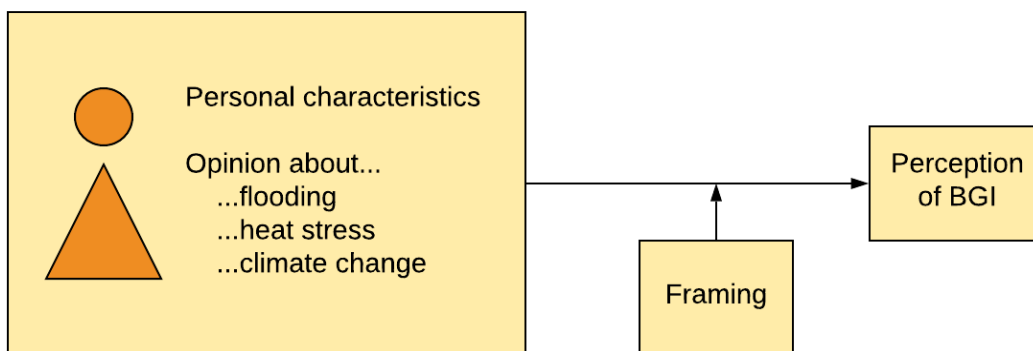 Personal characteristics
Opinion about...
...flooding
...heat stress
...climate change
Perception
of BGI
Framing